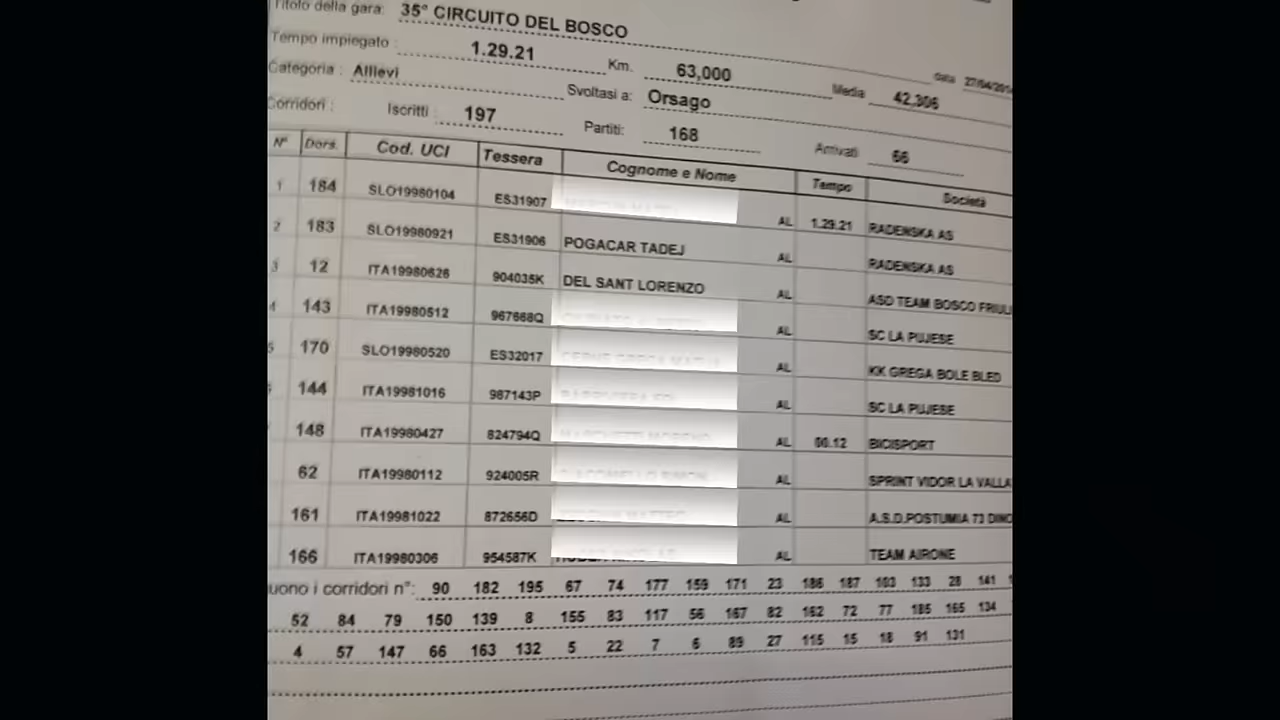 Titolo della gara: 35° CIRCUITO DEL BOSCO
Tempo impiegato : 1.29.21 Km. 63,000 Media 42,306 data
Categoria : Allievi Svoltasi a: Orsago
Corridori : Iscritti : 197 Partiti: 168 Arrivati 66
N° Dors. Cod. UCI Tessera Cognome e Nome Tempo Società
1 184 SLO19980104 ES31907 AL 1.29.21 RADENSKA AS
2 183 SLO19980921 ES31906 POGACAR TADEJ AL RADENSKA AS
3 12 ITA19980626 904035K DEL SANT LORENZO AL ASD TEAM BOSCO FRIULI
4 143 ITA19980512 967668Q AL SC LA PUJESE
5 170 SLO19980520 ES32017 AL KK GREGA BOLE BLED
144 ITA19981016 987143P AL SC LA PUJESE
148 ITA19980427 824794Q AL 00.12 BICISPORT
62 ITA19980112 924005R AL SPRINT VIDOR LA VALLA
161 ITA19981022 872656D AL A.S.D.POSTUMIA 73 DINO
166 ITA19980306 954587K AL TEAM AIRONE
uono i corridori n°: 90 182 195 67 74 177 159 171 23 186 187 103 133 28 141
52 84 79 150 139 8 155 83 117 56 167 82 162 72 77 185 165 134
4 57 147 66 163 132 5 22 7 6 89 27 115 15 18 91 131